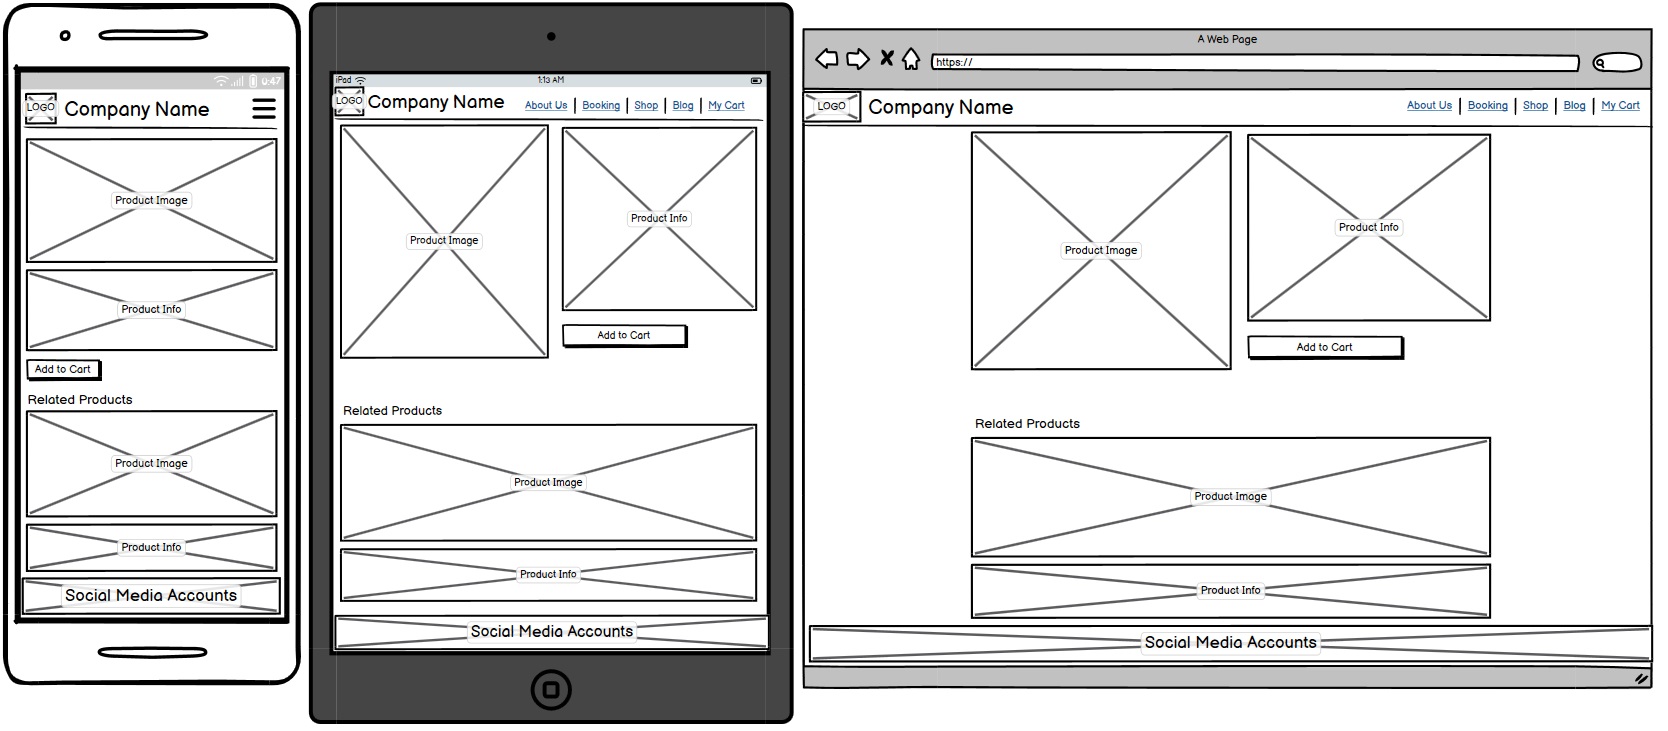 0:47
LOGO
Company Name
Product Image
Product Info
Add to Cart
Related Products
Product Image
Product Info
Social Media Accounts
iPad 1:13 AM
LOGO Company Name About Us Booking Shop Blog My Cart
Product Image
Product Info
Add to Cart
Related Products
Product Image
Product Info
Social Media Accounts
A Web Page
https://
LOGO Company Name About Us Booking Shop Blog My Cart
Product Image
Product Info
Add to Cart
Related Products
Product Image
Product Info
Social Media Accounts